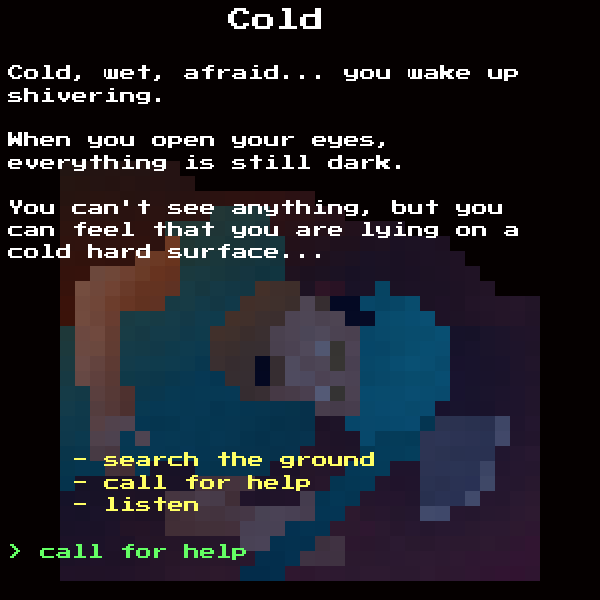 Cold
Cold, wet, afraid... you wake up
shivering.
When you open your eyes,
everything is still dark.
You can't see anything, but you
can feel that you are lying on a
cold hard surface...
- search the ground
- call for help
- listen
> call for help